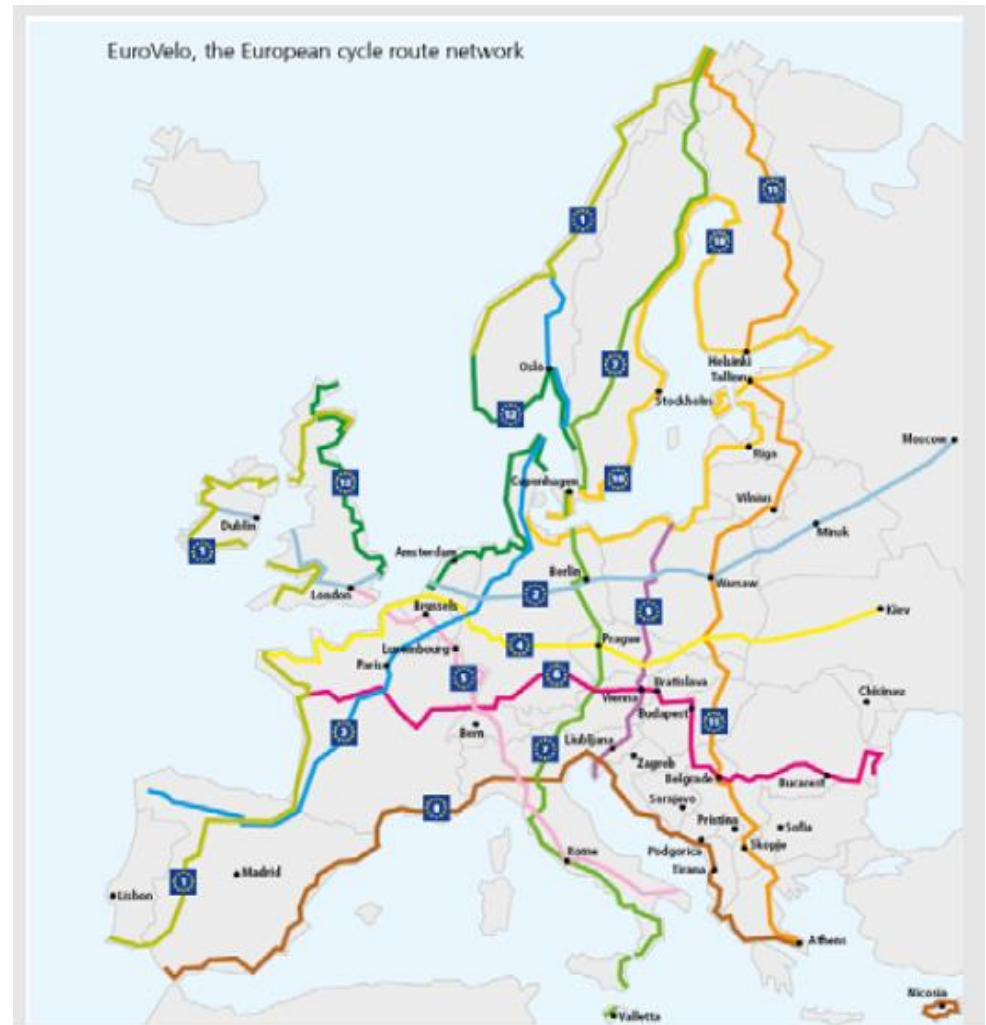 EuroVelo, the European cycle route network
1
11
10
7
Oslo
Helsinki
Tallinn
12
Stockholm
Moscow
Riga
10
12
Copenhagen
Vilnius
Dublin
Minsk
1
Amsterdam
Berlin
Warsaw
London
2
9
Brussels
Kiev
4
Prague
Luxembourg
Paris
5
6
Vienna
Bratislava
Chicinau
Budapest
3
11
Bern
7
Ljubljana
Zagreb
Belgrade
Bucarest
8
Sarajevo
Pristina
Sofia
Podgorica
Skopje
Rome
Tirana
1
Madrid
Lisbon
Athens
Nicosia
Valletta